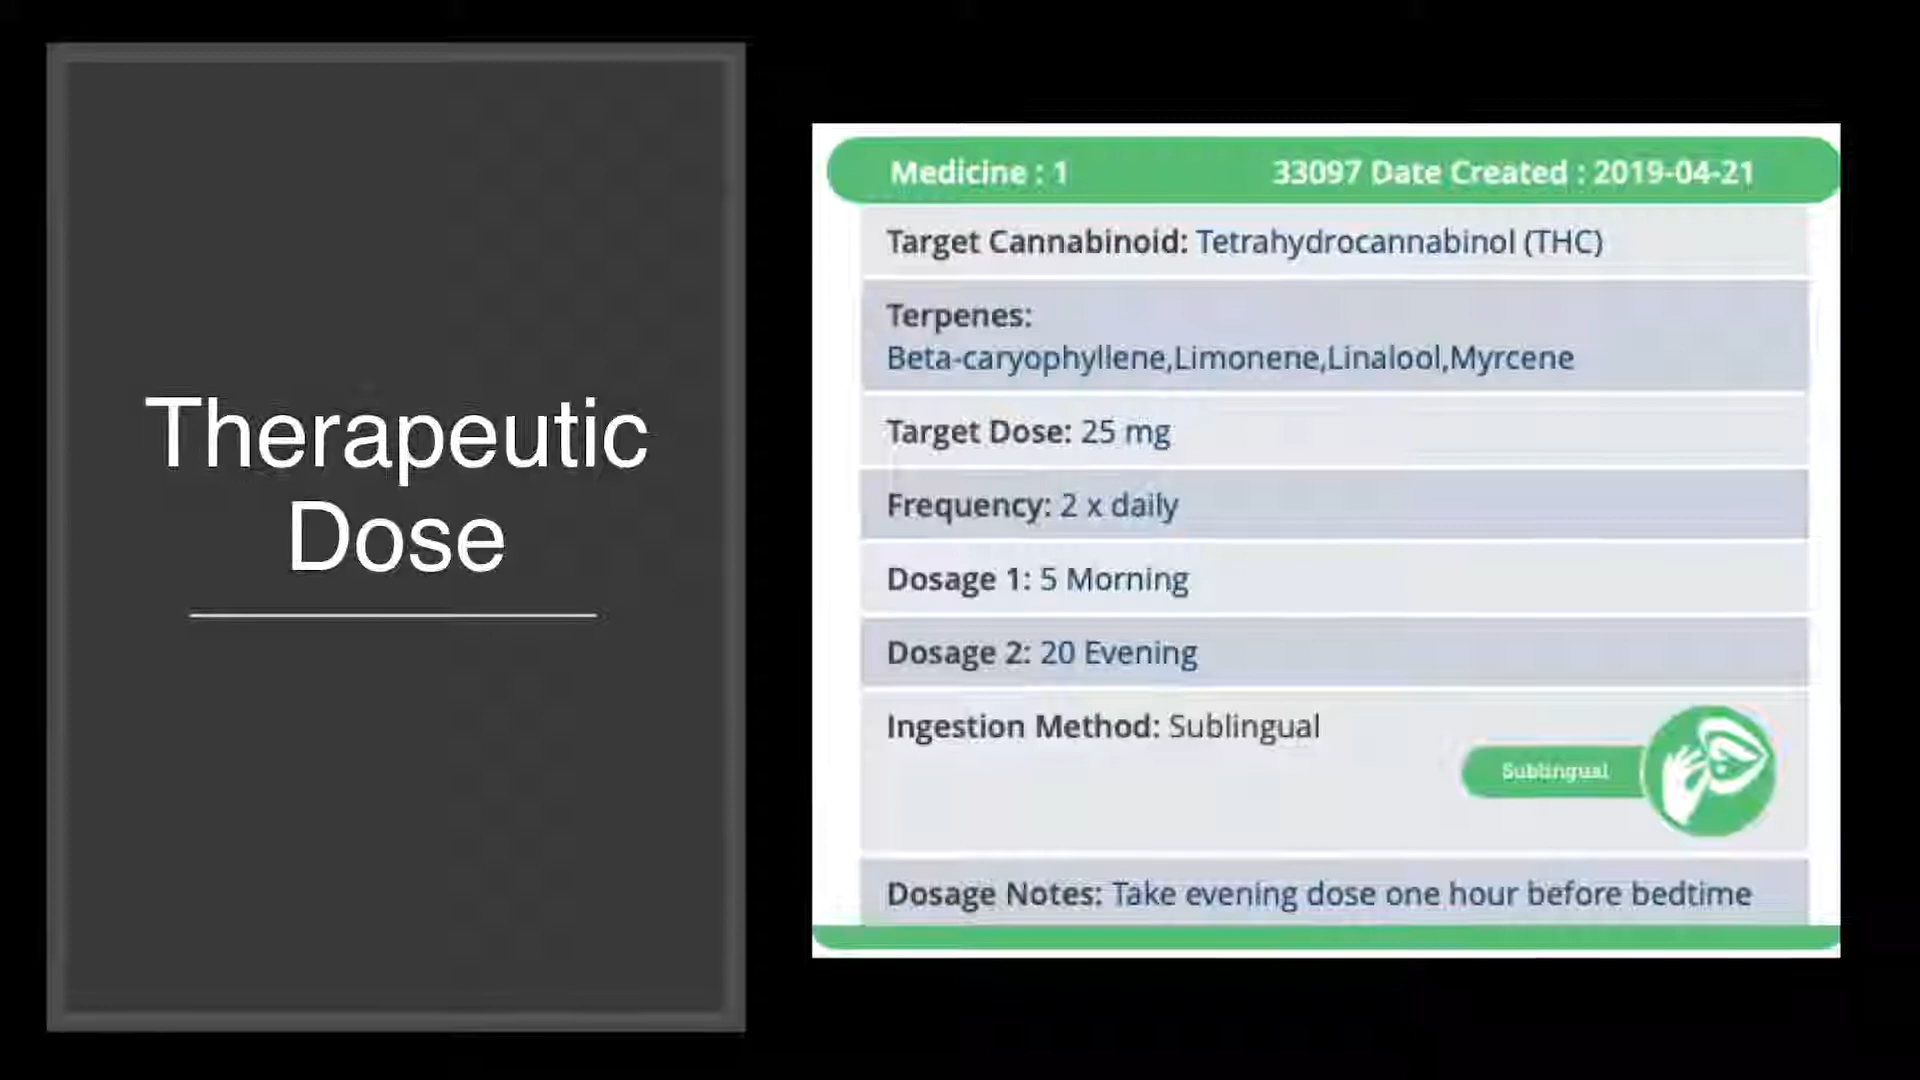 Therapeutic
Dose
Medicine : 1 33097 Date Created : 2019-04-21
Target Cannabinoid: Tetrahydrocannabinol (THC)
Terpenes:
Beta-caryophyllene,Limonene,Linalool,Myrcene
Target Dose: 25 mg
Frequency: 2 x daily
Dosage 1: 5 Morning
Dosage 2: 20 Evening
Ingestion Method: Sublingual
Sublingual
Dosage Notes: Take evening dose one hour before bedtime